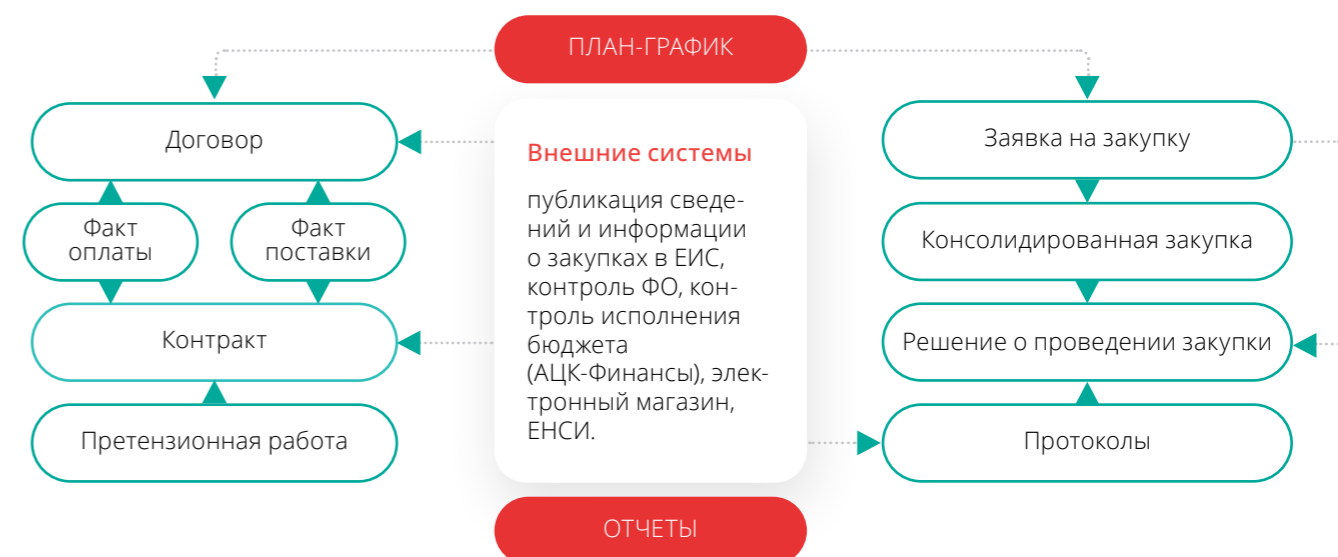 ПЛАН-ГРАФИК
Договор
Факт
оплаты
Факт
поставки
Контракт
Претензионная работа
Внешние системы
публикация сведе-
ний и информации
о закупках в ЕИС,
контроль ФО, кон-
троль исполнения
бюджета
(АЦК-Финансы), элек-
тронный магазин,
ЕНСИ.
Заявка на закупку
Консолидированная закупка
Решение о проведении закупки
Протоколы
ОТЧЕТЫ